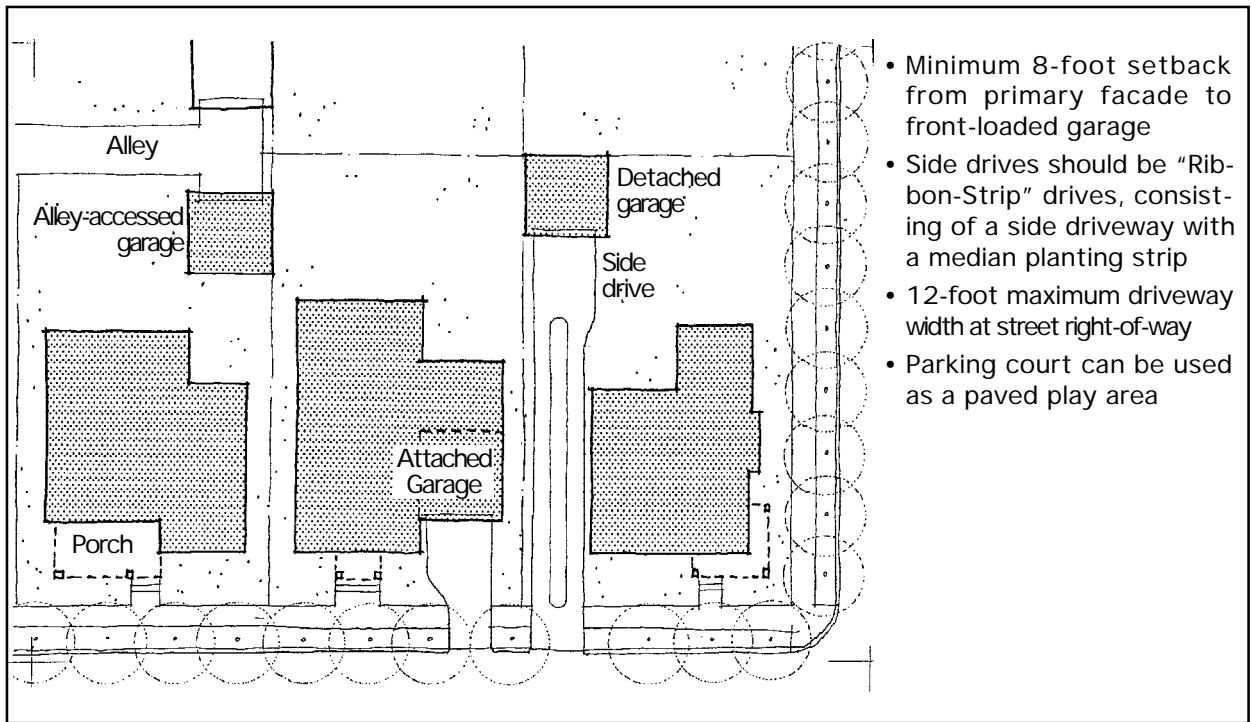 Alley
Alley-accessed
garage
Detached
garage
Side
drive
Attached
Garage
Porch
• Minimum 8-foot setback
from primary facade to
front-loaded garage
• Side drives should be “Rib-
bon-Strip” drives, consist-
ing of a side driveway with
a median planting strip
• 12-foot maximum driveway
width at street right-of-way
• Parking court can be used
as a paved play area